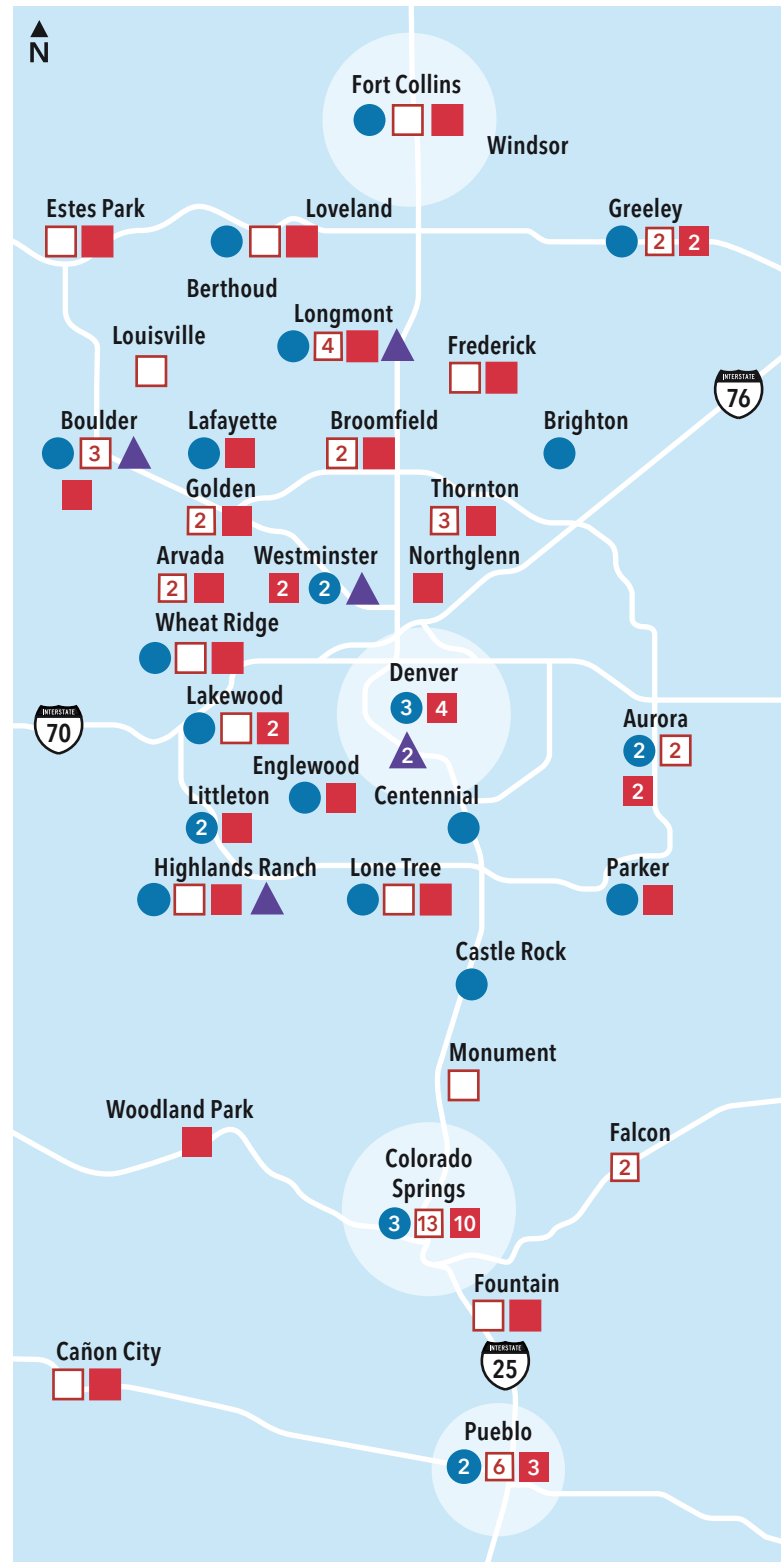 N
Fort Collins
Windsor
Estes Park
Loveland
Greeley
2 2
Berthoud
Longmont
4
Louisville
Frederick
INTERSTATE
76
Boulder
Lafayette
Broomfield
Brighton
3
2
Golden
Thornton
2
3
Arvada
Westminster
Northglenn
2
2 2
Wheat Ridge
Denver
3 4
2
Lakewood
2
INTERSTATE
70
Aurora
2 2
2
Englewood
Littleton
2
Centennial
Highlands Ranch
Lone Tree
Parker
Castle Rock
Monument
Woodland Park
Falcon
2
Colorado
Springs
3 13 10
Fountain
INTERSTATE
25
Cañon City
Pueblo
2 6 3